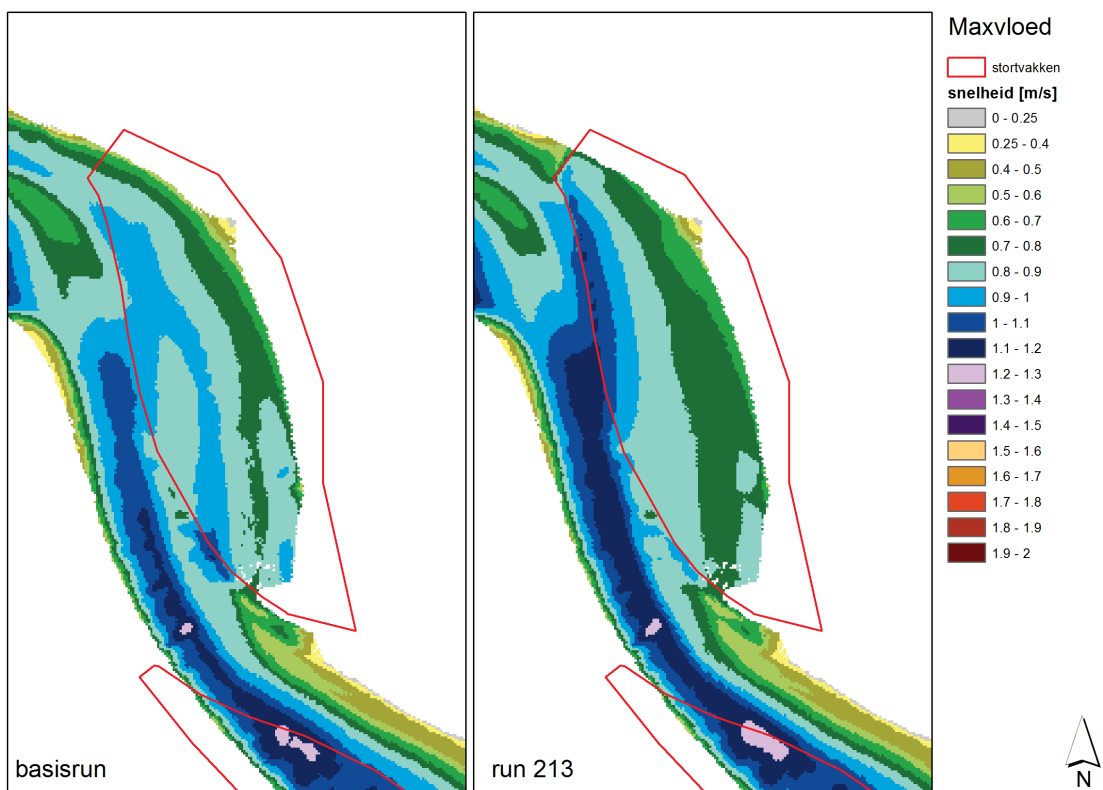 Maxvloed
stortvakken
snelheid [m/s]
0 - 0.25
0.25 - 0.4
0.4 - 0.5
0.5 - 0.6
0.6 - 0.7
0.7 - 0.8
0.8 - 0.9
0.9 - 1
1 - 1.1
1.1 - 1.2
1.2 - 1.3
1.3 - 1.4
1.4 - 1.5
1.5 - 1.6
1.6 - 1.7
1.7 - 1.8
1.8 - 1.9
1.9 - 2
basisrun
run 213
N